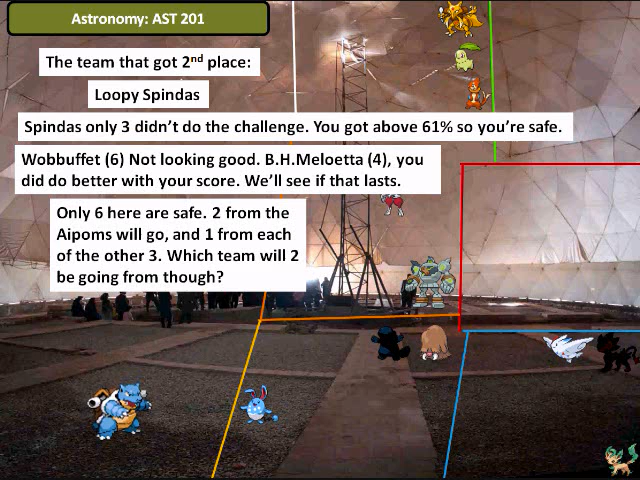 Astronomy: AST 201
The team that got 2nd place:
Loopy Spindas
Spindas only 3 didn't do the challenge. You got above 61% so you're safe.
Wobbuffet (6) Not looking good. B.H.Meloetta (4), you
did do better with your score. We'll see if that lasts.
Only 6 here are safe. 2 from the
Aipoms will go, and 1 from each
of the other 3. Which team will 2
be going from though?